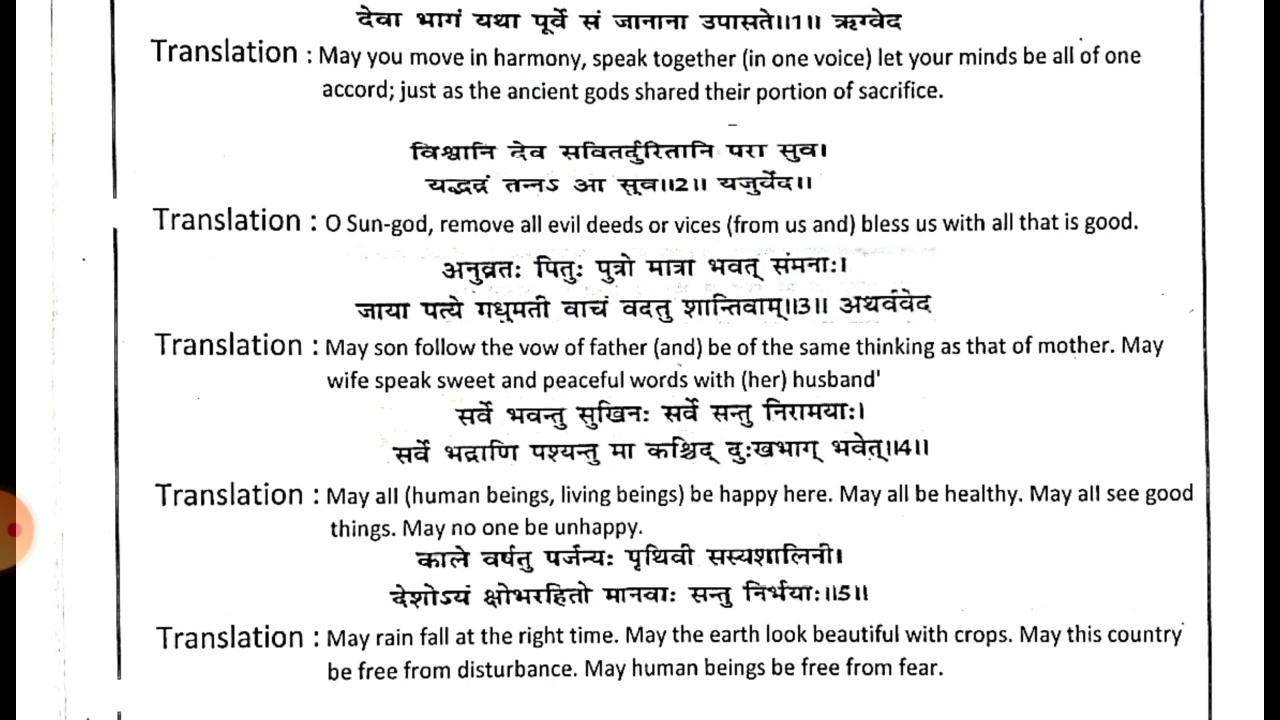 देवा भागं यथा पूर्वे सं जानाना उपासते॥1॥ ऋग्वेद
Translation : May you move in harmony, speak together (in one voice) let your minds be all of one
accord; just as the ancient gods shared their portion of sacrifice.
विश्वानि देव सवितर्दुरितानि परा सुव।
यद्भद्रं तन्नऽ आ सुव॥2॥ यजुर्वेद॥
Translation : O Sun-god, remove all evil deeds or vices (from us and) bless us with all that is good.
अनुव्रतः पितुः पुत्रो मात्रा भवत् संमनाः।
जाया पत्ये गधुमती वाचं वदतु शान्तिवाम्॥3॥ अथर्ववेद
Translation : May son follow the vow of father (and) be of the same thinking as that of mother. May
wife speak sweet and peaceful words with (her) husband'
सर्वे भवन्तु सुखिनः सर्वे सन्तु निरामयाः।
सर्वे भद्राणि पश्यन्तु मा कश्चिद् दुःखभाग् भवेत्॥4॥
Translation : May all (human beings, living beings) be happy here. May all be healthy. May all see good
things. May no one be unhappy.
काले वर्षतु पर्जन्यः पृथिवी सस्यशालिनी।
देशोऽयं क्षोभरहितो मानवाः सन्तु निर्भयाः॥5॥
Translation : May rain fall at the right time. May the earth look beautiful with crops. May this country
be free from disturbance. May human beings be free from fear.